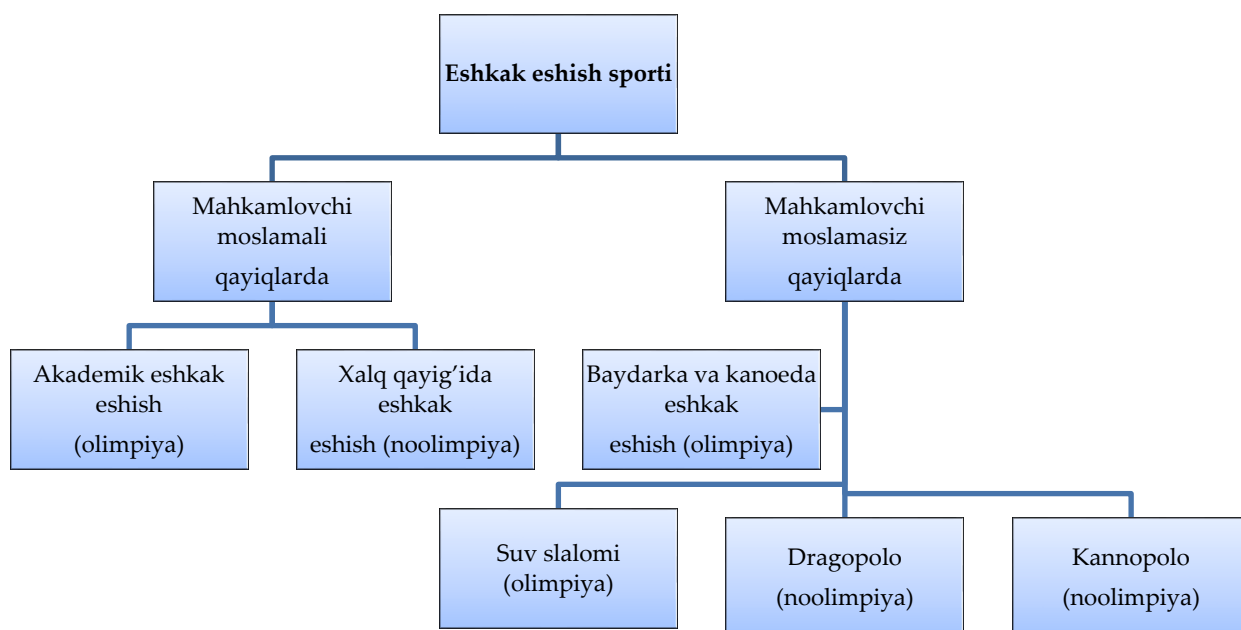 Eshkak eshish sporti
Mahkamlovchi
moslamali
qayiqlarda
Mahkamlovchi
moslamasiz
qayiqlarda
Akademik eshkak
eshish
(olimpiya)
Xalq qayig’ida
eshkak
eshish (noolimpiya)
Baydarka va kanoeda
eshkak
eshish (olimpiya)
Suv slalomi
(olimpiya)
Dragopolo
(noolimpiya)
Kannopolo
(noolimpiya)